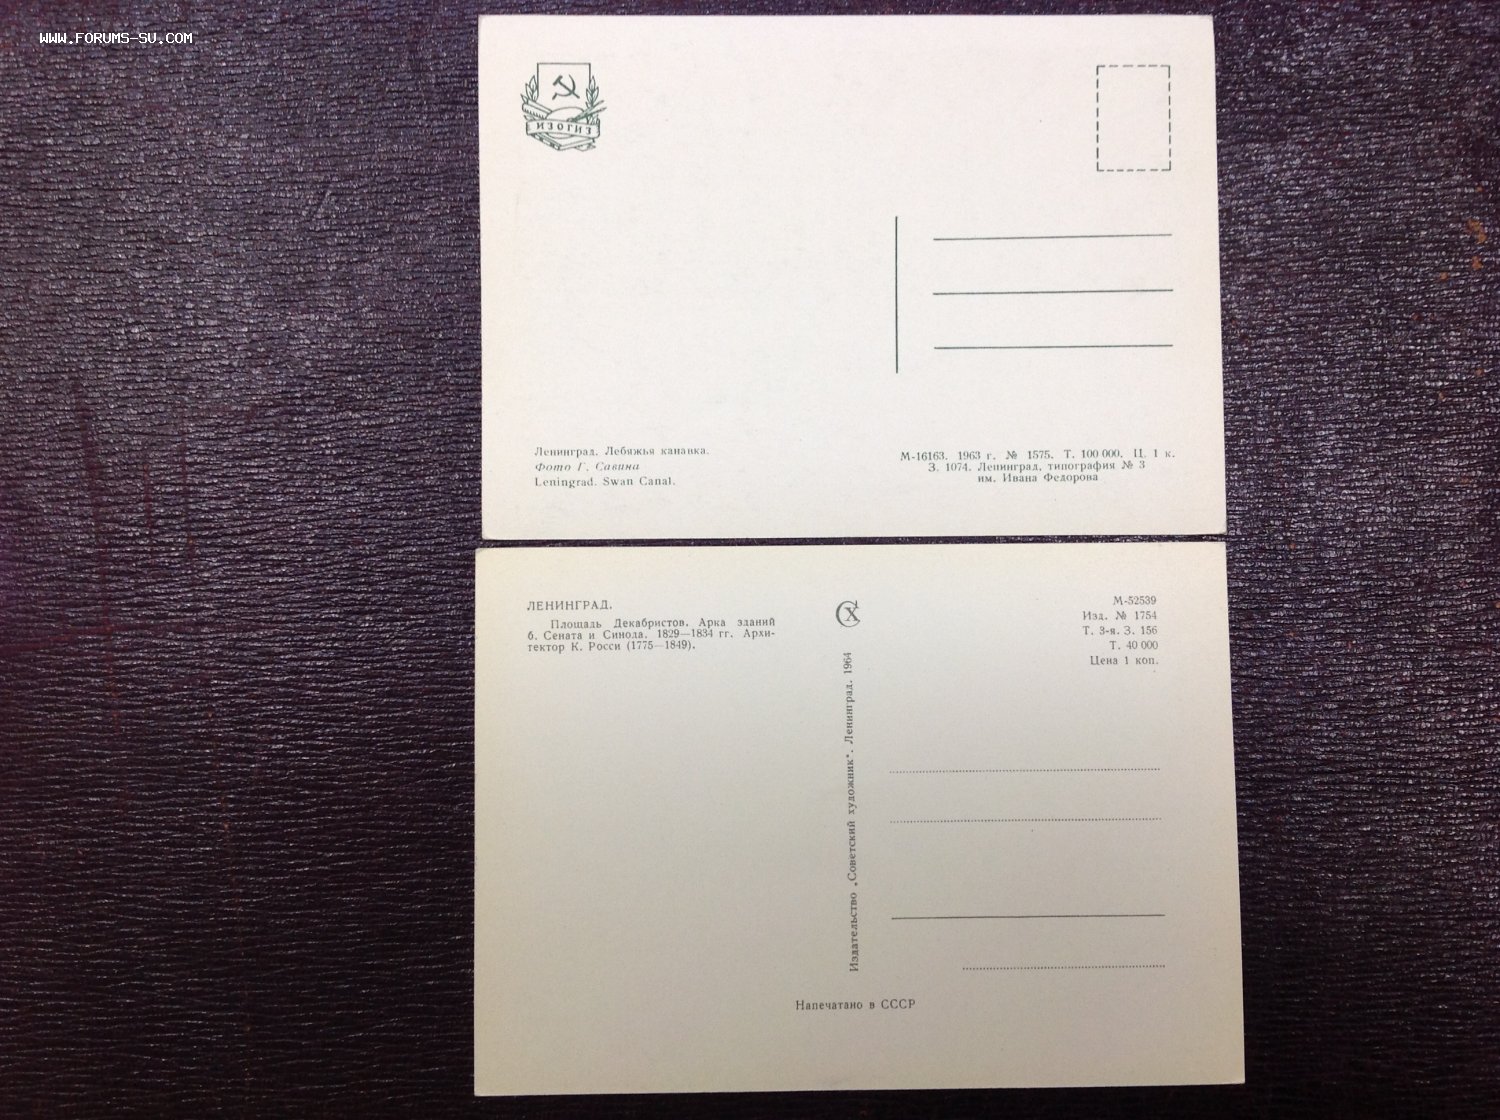 WWW.FORUMS-SU.COM
ИЗОГИЗ
Ленинград. Лебяжья канавка.
Фото Г. Савина
Leningrad. Swan Canal.
М-16163. 1963 г. № 1575. Т. 100 000. Ц. 1 к.
З. 1074. Ленинград, типография № 3
им. Ивана Федорова
ЛЕНИНГРАД.
Площадь Декабристов. Арка зданий
б. Сената и Синода. 1829—1834 гг. Архи-
тектор К. Росси (1775—1849).
СХ
Издательство „Советский художник". Ленинград. 1964
М-52539
Изд. № 1754
Т. 3-я. З. 156
Т. 40 000
Цена 1 коп.
Напечатано в СССР